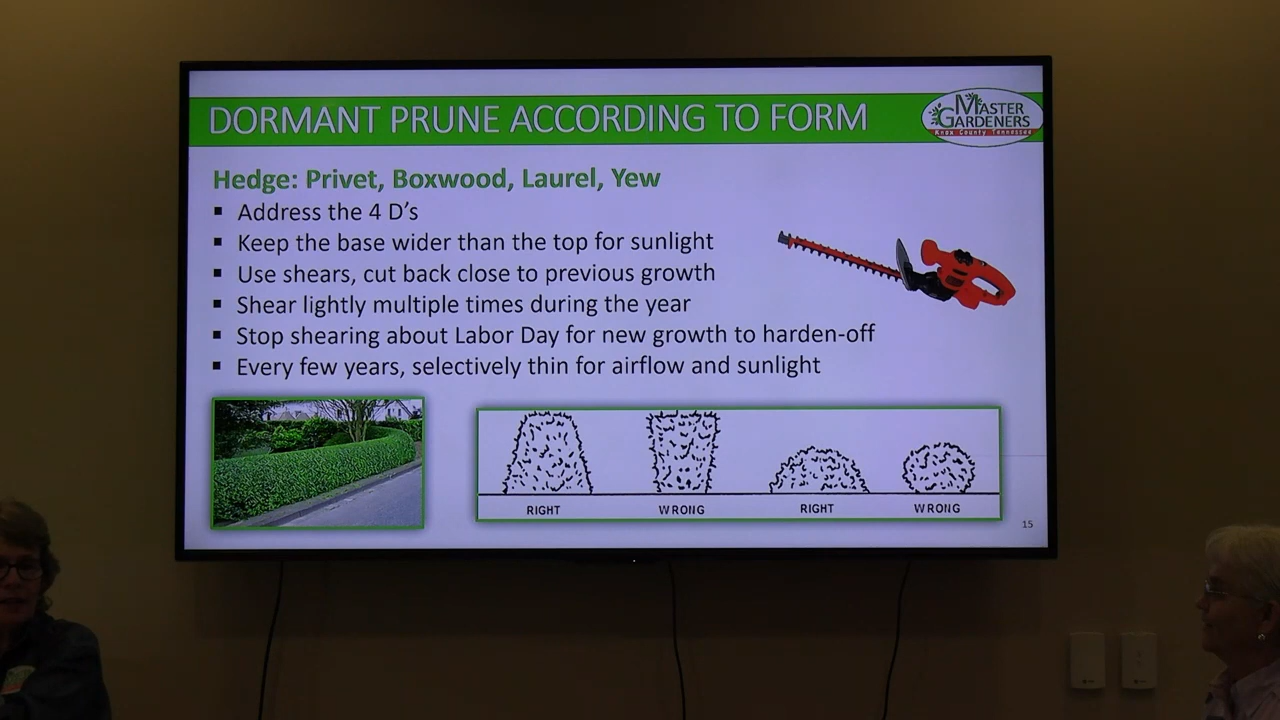 DORMANT PRUNE ACCORDING TO FORM
MASTER
GARDENERS
Knox County Tennessee
Hedge: Privet, Boxwood, Laurel, Yew
▪ Address the 4 D’s
▪ Keep the base wider than the top for sunlight
▪ Use shears, cut back close to previous growth
▪ Shear lightly multiple times during the year
▪ Stop shearing about Labor Day for new growth to harden-off
▪ Every few years, selectively thin for airflow and sunlight
RIGHT WRONG RIGHT WRONG
15